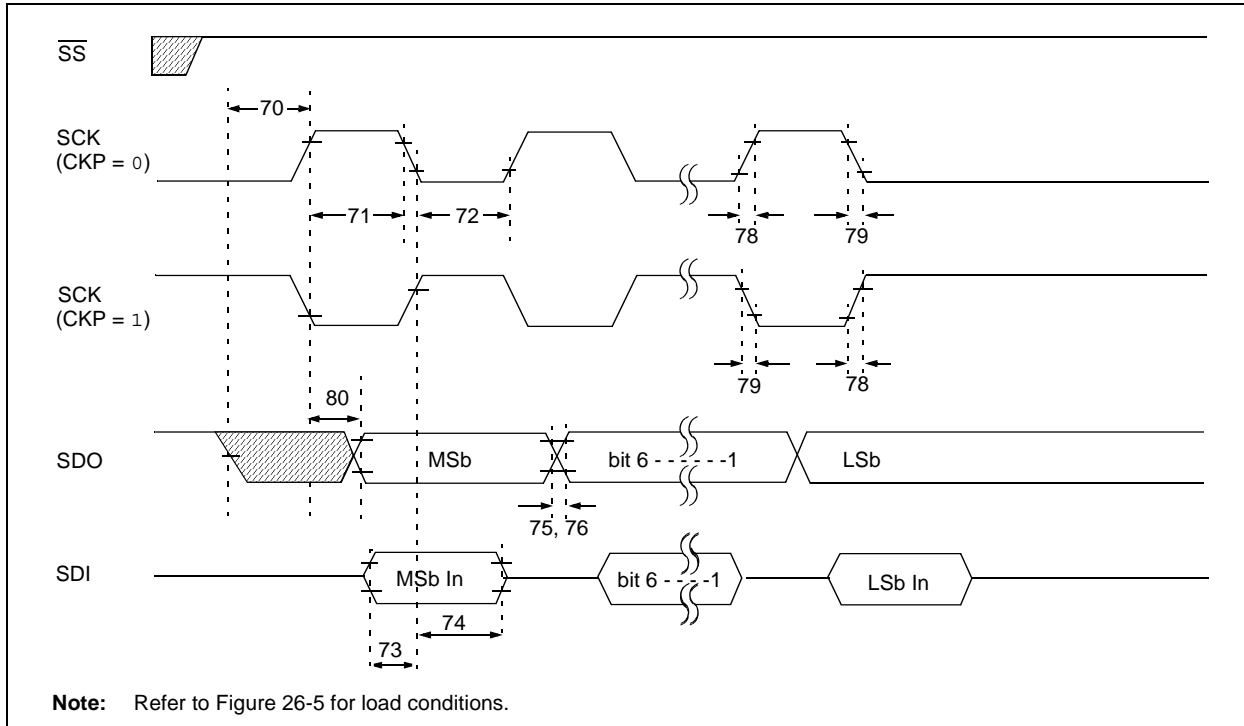 SS
70
SCK
(CKP = 0)
71
72
78
79
SCK
(CKP = 1)
79
78
80
SDO
MSb
bit 6 - - - - - -1
LSb
75, 76
SDI
MSb In
bit 6 - - - - -1
LSb In
74
73
Note: Refer to Figure 26-5 for load conditions.